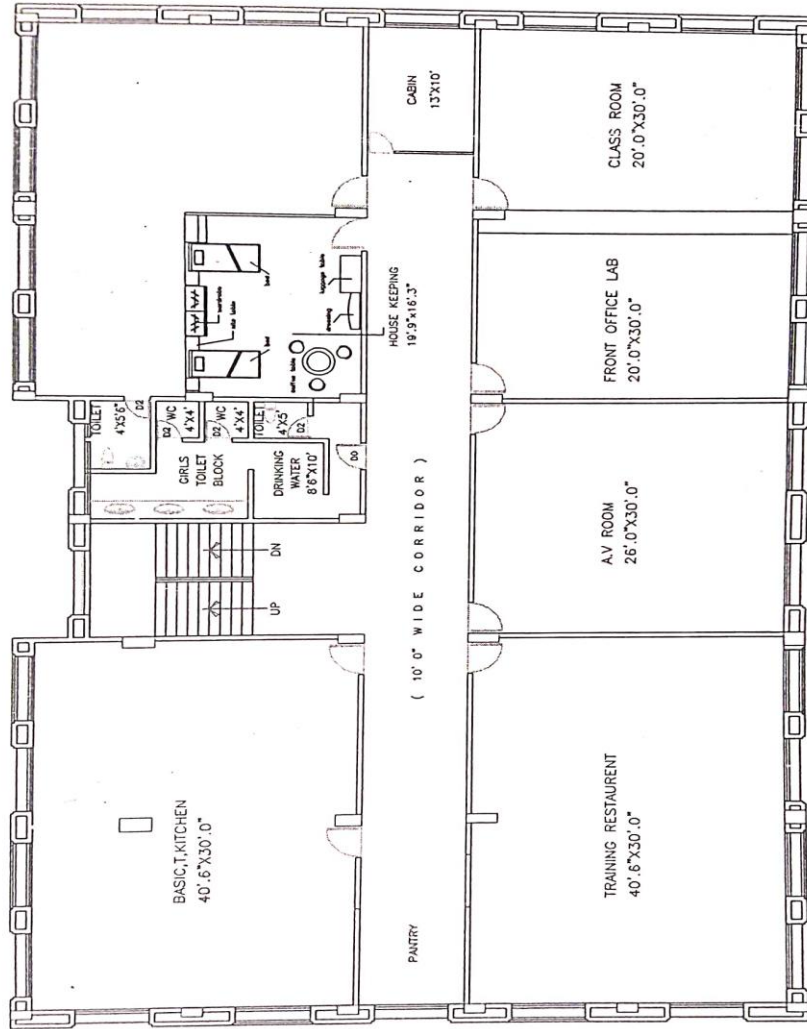 BASIC,T,KITCHEN
40'.6"X30'.0"
UP
DN
GIRLS
TOILET
BLOCK
TOILET
4'X5'6"
D2
D2
WC
4'X4'
D2
WC
4'X4'
TOILET
4'X5'
D2
DRINKING
WATER
8'6"X10'
DO
bed
side table
wardrobe
bed
coffee table
dressing
luggage table
HOUSE KEEPING
19'.9"x16'.3"
CABIN
13'X10'
PANTRY
( 10' 0" WIDE CORRIDOR )
TRAINING RESTAURENT
40'.6"X30'.0"
A.V ROOM
26'.0"X30'.0"
FRONT OFFICE LAB
20'.0"X30'.0"
CLASS ROOM
20'.0"X30'.0"